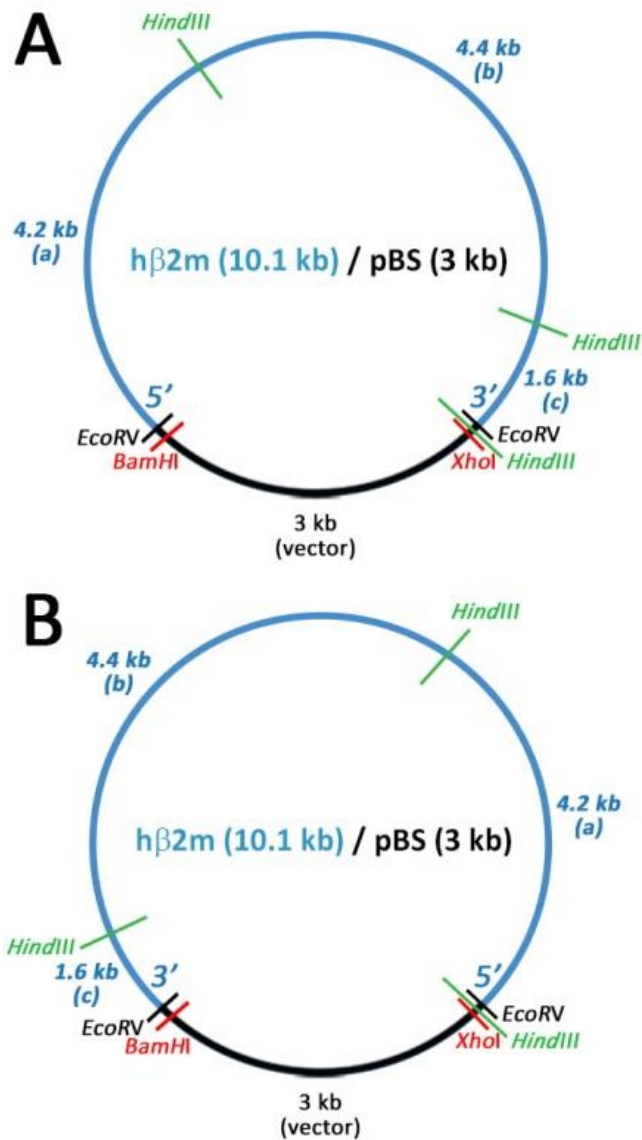 A
HindIII
4.4 kb
(b)
4.2 kb
(a)
hβ2m (10.1 kb) / pBS (3 kb)
HindIII
1.6 kb
(c)
5'
3'
EcoRV
EcoRV
BamHI
XhoI
HindIII
3 kb
(vector)
B
HindIII
4.4 kb
(b)
4.2 kb
(a)
hβ2m (10.1 kb) / pBS (3 kb)
HindIII
1.6 kb
(c)
3'
5'
EcoRV
EcoRV
BamHI
XhoI
HindIII
3 kb
(vector)